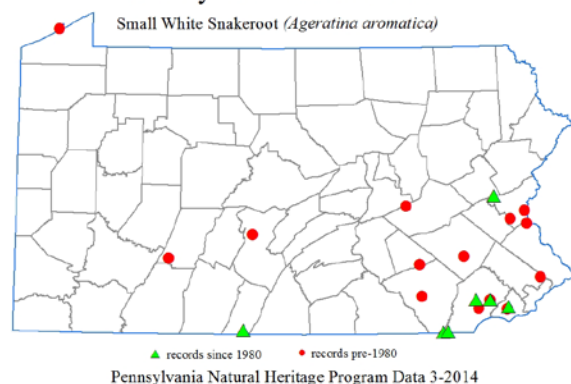 Small White Snakeroot (Ageratina aromatica)
records since 1980 records pre-1980
Pennsylvania Natural Heritage Program Data 3-2014